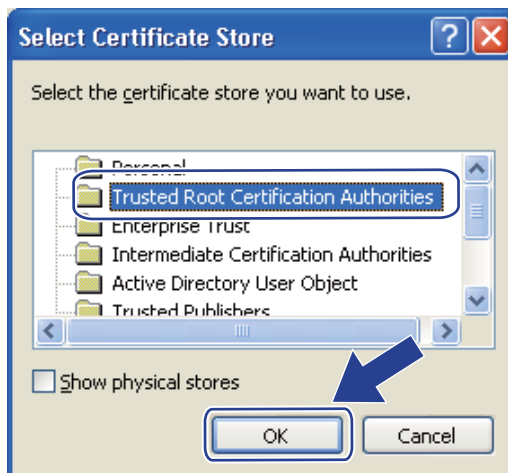 Select Certificate Store
Select the certificate store you want to use.
Personal
Trusted Root Certification Authorities
Enterprise Trust
Intermediate Certification Authorities
Active Directory User Object
Trusted Publishers
Show physical stores
OK Cancel